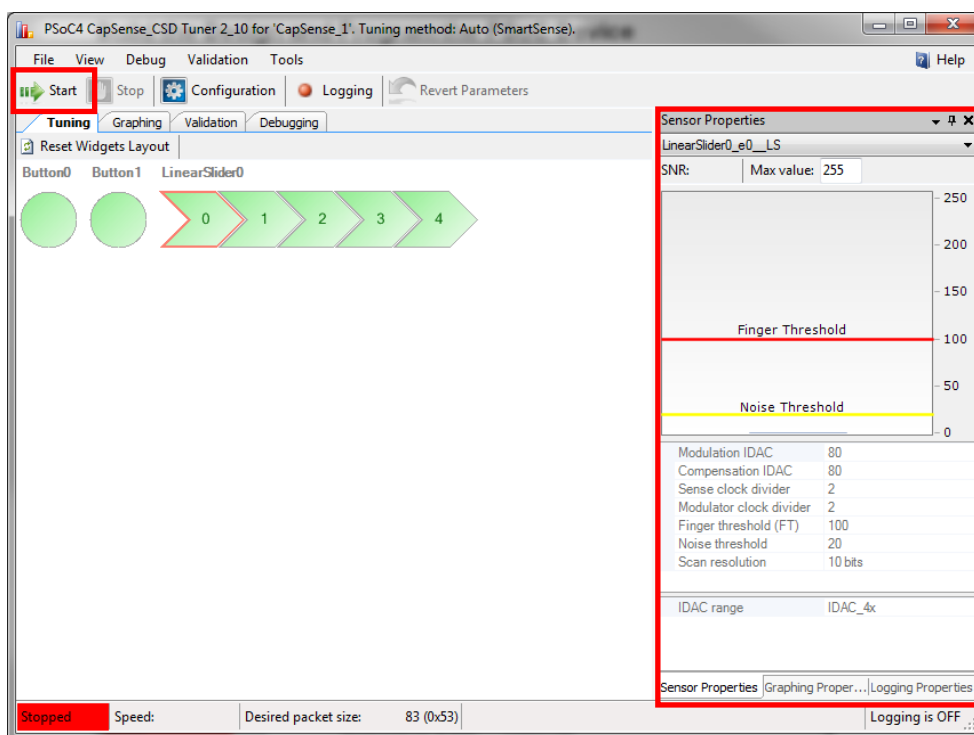 PSoC4 CapSense_CSD Tuner 2_10 for 'CapSense_1'. Tuning method: Auto (SmartSense).
File View Debug Validation Tools Help
Start Stop Configuration Logging Revert Parameters
Tuning Graphing Validation Debugging
Reset Widgets Layout
Button0 Button1 LinearSlider0
0 1 2 3 4
Sensor Properties
LinearSlider0_e0__LS
SNR: Max value: 255
250
200
150
Finger Threshold
100
50
Noise Threshold
0
Modulation IDAC 80
Compensation IDAC 80
Sense clock divider 2
Modulator clock divider 2
Finger threshold (FT) 100
Noise threshold 20
Scan resolution 10 bits
IDAC range IDAC_4x
Sensor Properties Graphing Proper... Logging Properties
Stopped Speed: Desired packet size: 83 (0x53) Logging is OFF